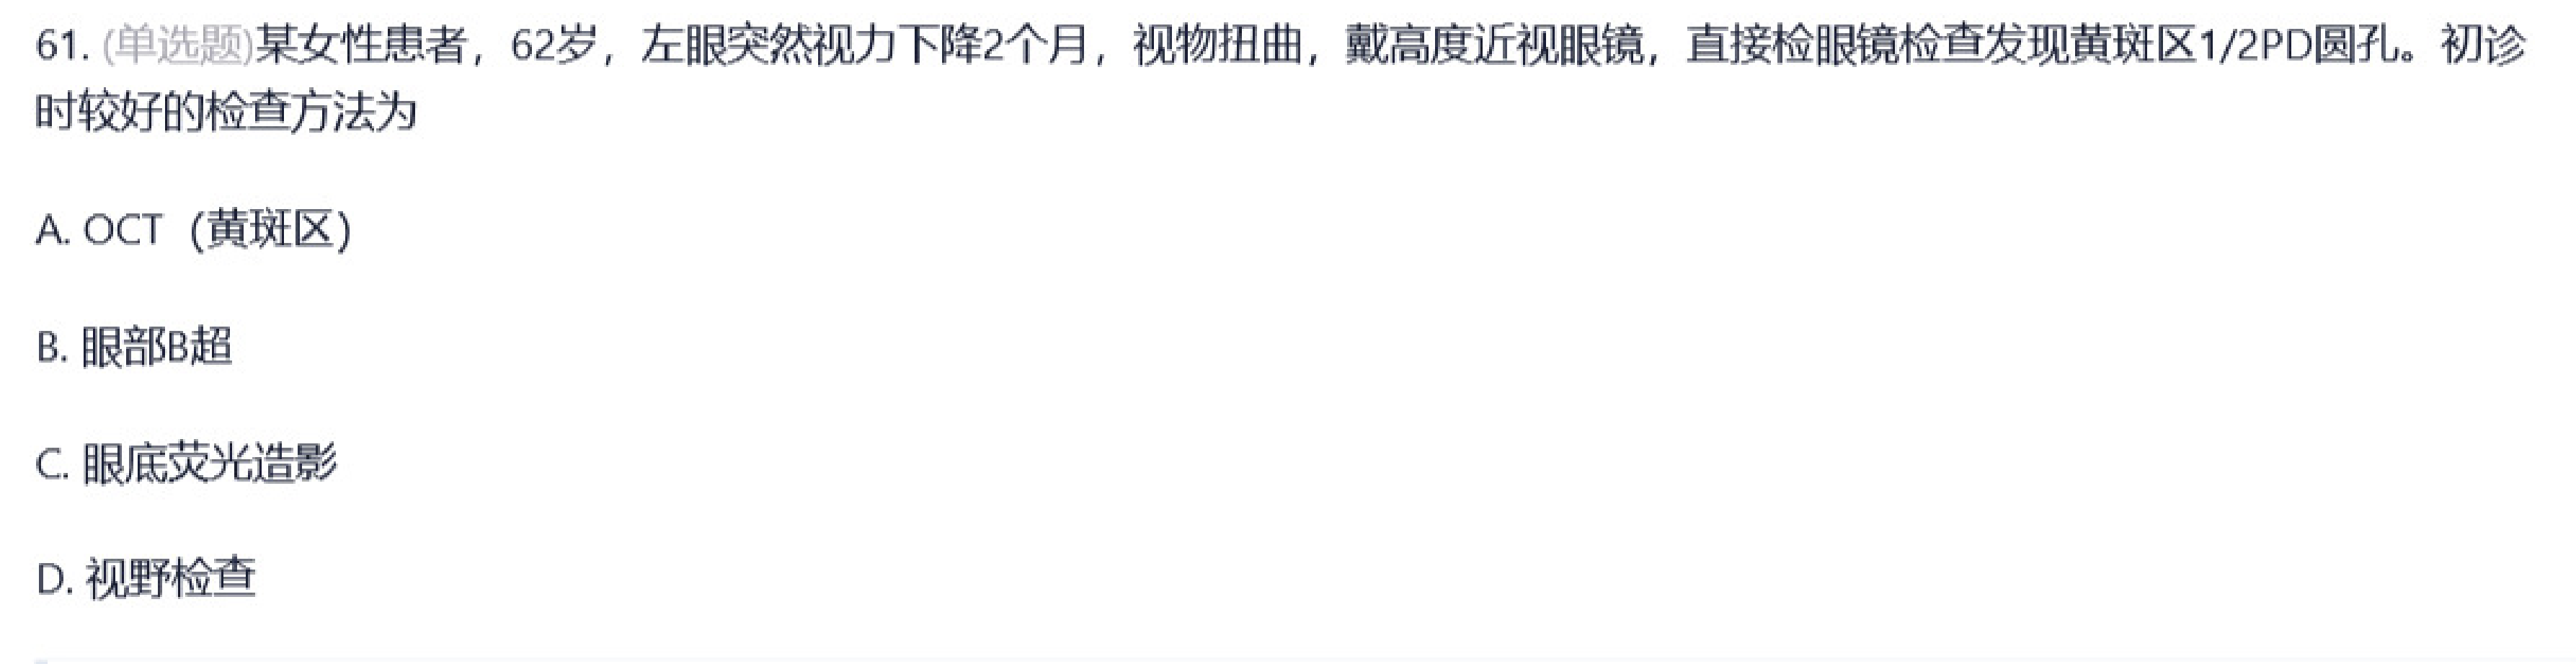 61. (单选题)某女性患者，62岁，左眼突然视力下降2个月，视物扭曲，戴高度近视眼镜，直接检眼镜检查发现黄斑区1/2PD圆孔。初诊
时较好的检查方法为
A. OCT（黄斑区）
B. 眼部B超
C. 眼底荧光造影
D. 视野检查